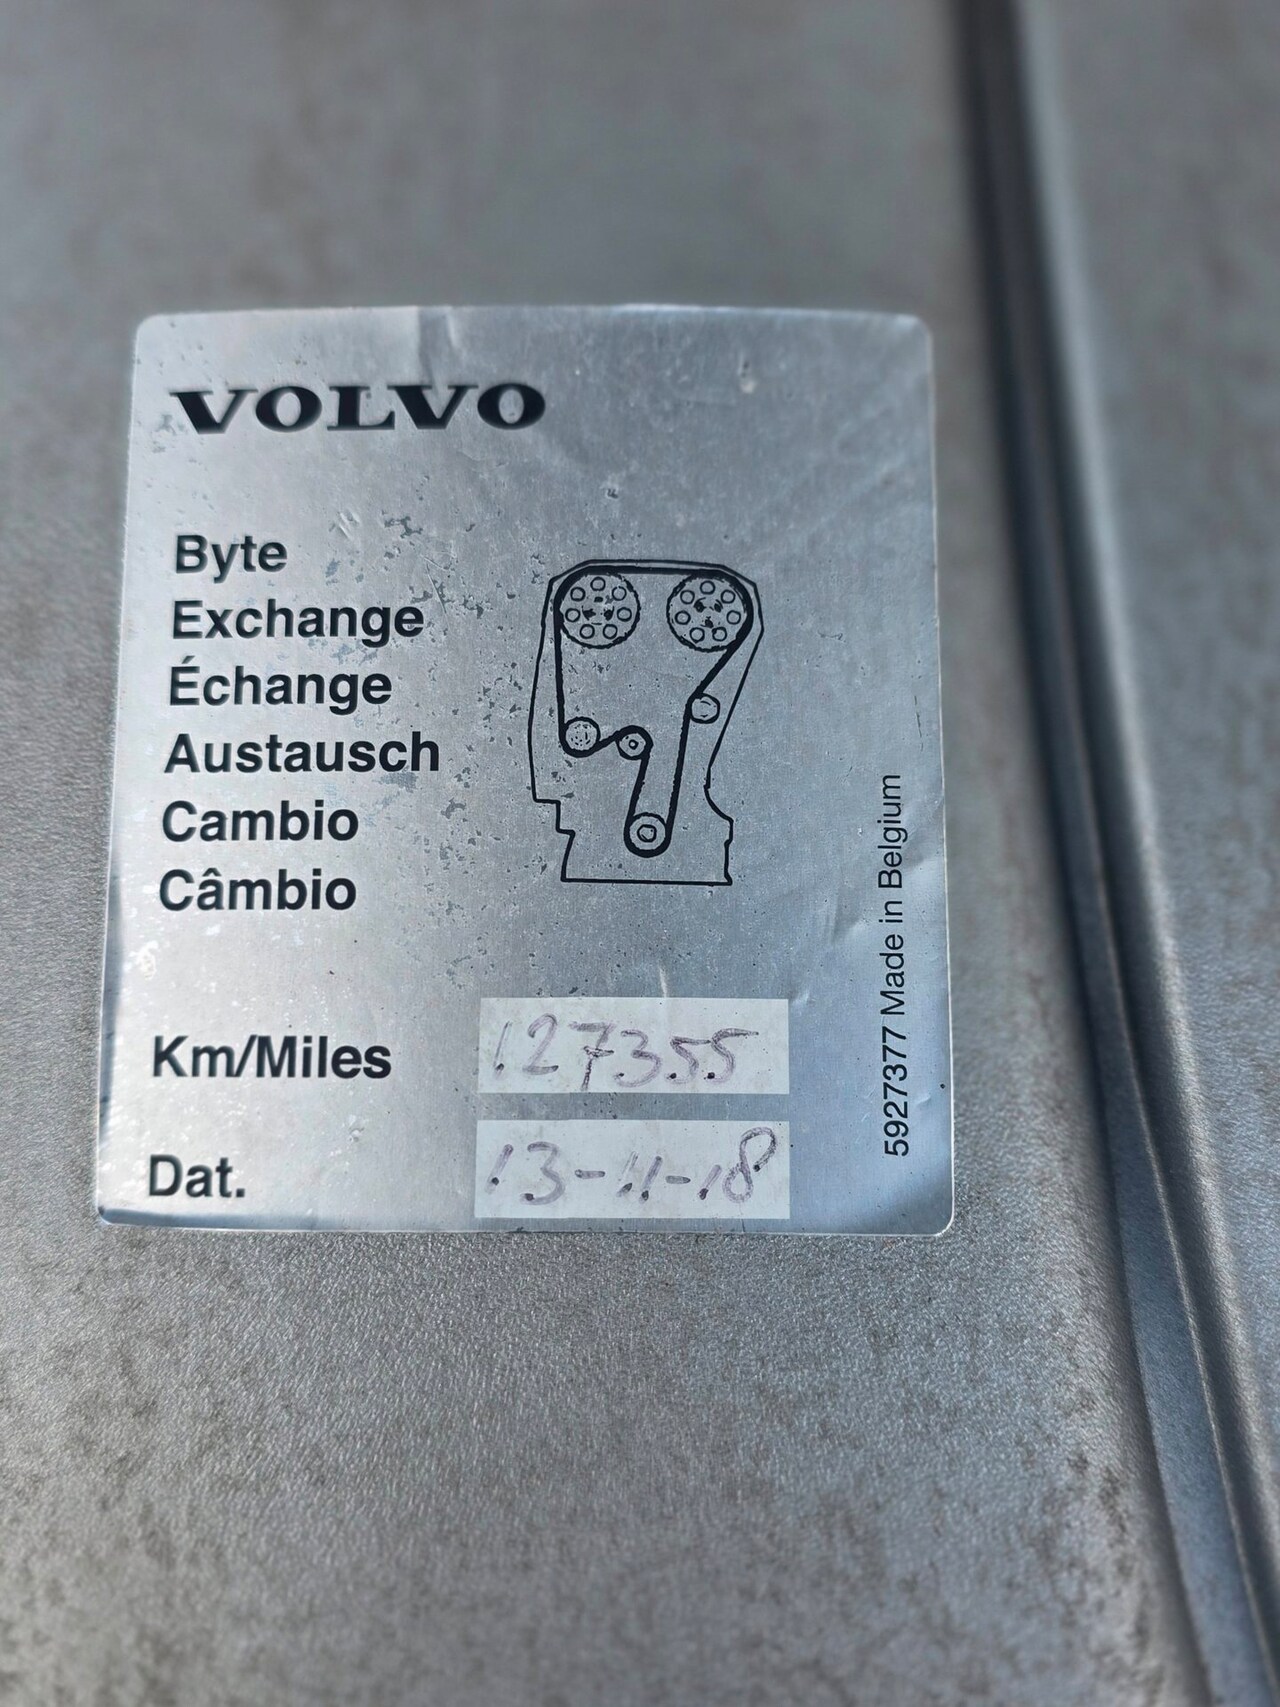 VOLVO
Byte
Exchange
Échange
Austausch
Cambio
Câmbio
Km/Miles 127355
Dat. 13-11-18
5927377 Made in Belgium